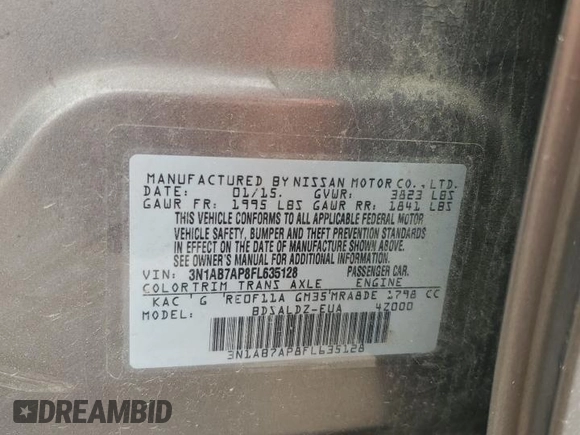 MANUFACTURED BY NISSAN MOTOR CO., LTD.
DATE: 01/15. GVWR: 3823 LBS
GAWR FR: 1995 LBS GAWR RR: 1841 LBS
THIS VEHICLE CONFORMS TO ALL APPLICABLE FEDERAL MOTOR
VEHICLE SAFETY, BUMPER AND THEFT PREVENTION STANDARDS
IN EFFECT ON THE DATE OF MANUFACTURE SHOWN ABOVE.
SEE OWNER'S MANUAL FOR ADDITIONAL INFORMATION.
VIN: 3N1AB7AP8FL635128 PASSENGER CAR.
COLORTRIM TRANS AXLE ENGINE
KAC G RE0F11A GM35 MRA8DE 1798 CC
MODEL: BDSALDZ-EUA 42000
3N1AB7AP8FL635128
DREAMBID